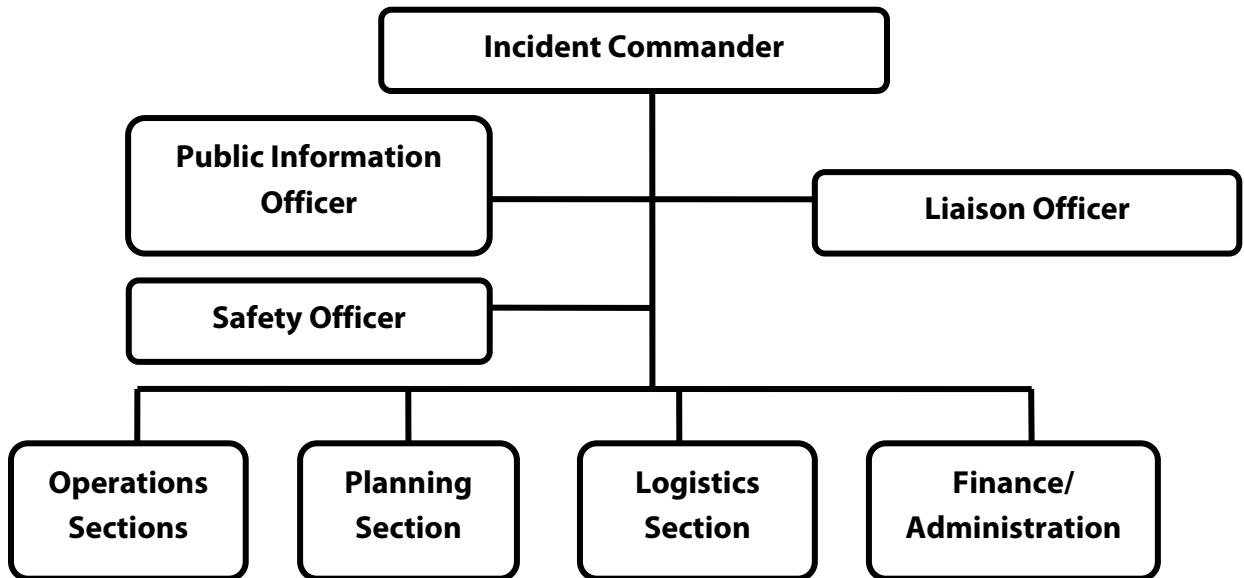 Incident Commander
Public Information
Officer
Liaison Officer
Safety Officer
Operations
Sections
Planning
Section
Logistics
Section
Finance/
Administration